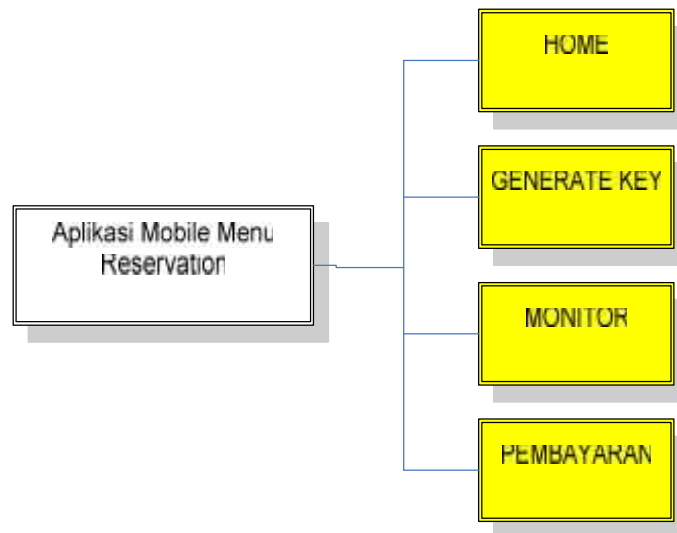 HOME
GENERATE KEY
Aplikasi Mobile Menu
Reservation
MONITOR
PEMBAYARAN